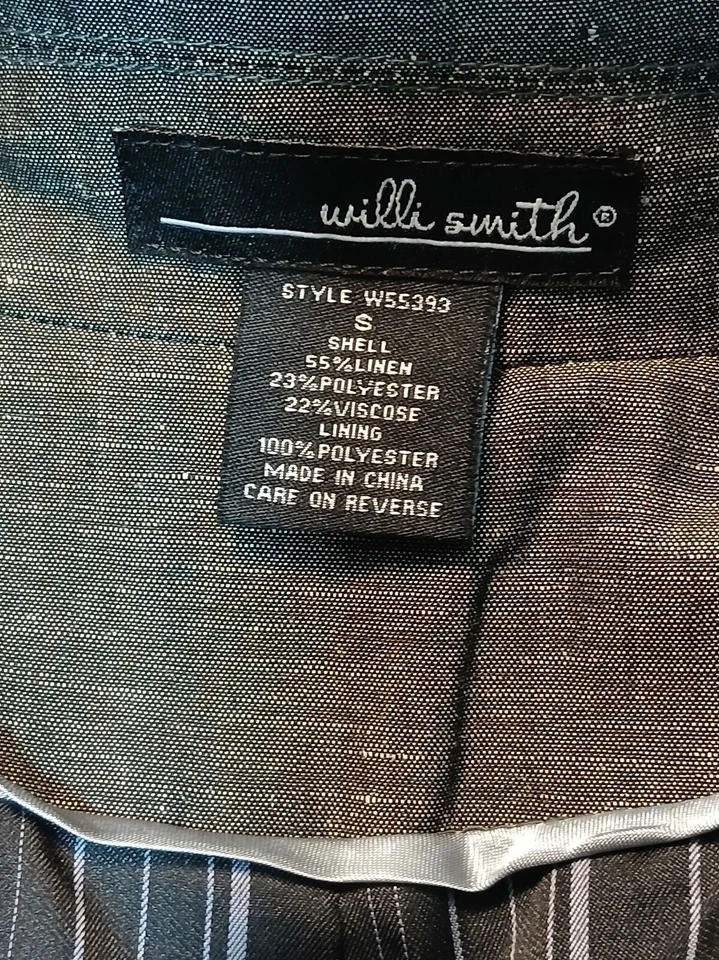 willi smith®
STYLE W55393
S
SHELL
55%LINEN
23%POLYESTER
22%VISCOSE
LINING
100%POLYESTER
MADE IN CHINA
CARE ON REVERSE